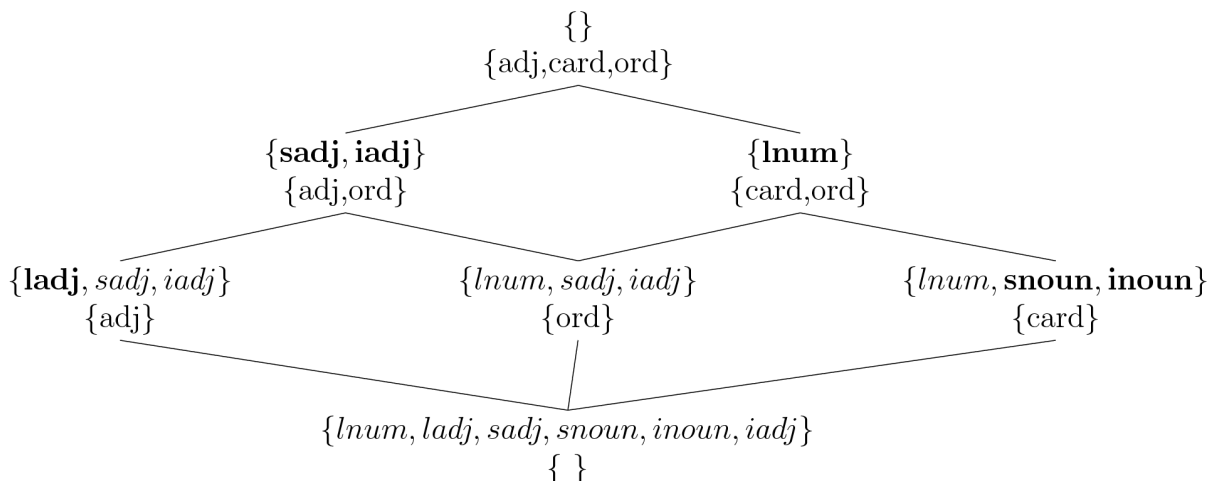 {}
{adj,card,ord}
{sadj, iadj} {lnum}
{adj,ord} {card,ord}
{ladj, sadj, iadj} {lnum, sadj, iadj} {lnum, snoun, inoun}
{adj} {ord} {card}
{lnum, ladj, sadj, snoun, inoun, iadj}
{ }